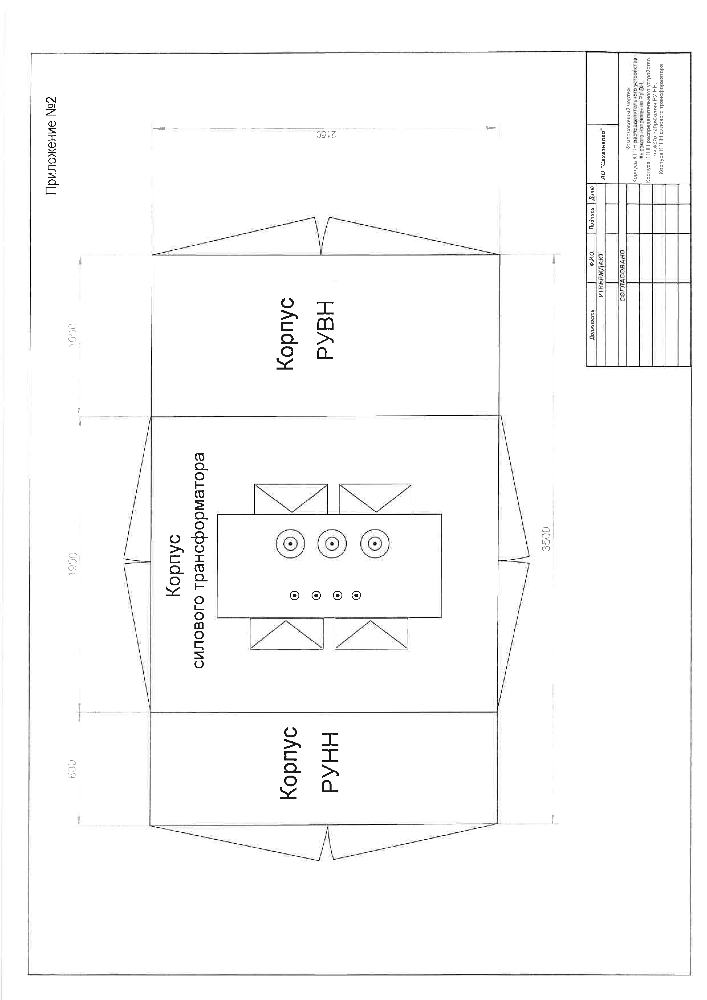 Приложение №2
600
1900
1000
2150
3500
Корпус
РУНН
Корпус
силового трансформатора
Корпус
РУВН
Должность Ф.И.О. Подпись Дата
УТВЕРЖДАЮ
АО "Сахаэнерго"
СОГЛАСОВАНО
Компановочный чертеж
Корпуса КТПН распределительного устройства
высокого напряжения РУ ВН,
Корпуса КТПН распределительного устройство
низкого напряжения РУ НН,
Корпуса КТПН силового трансформатора